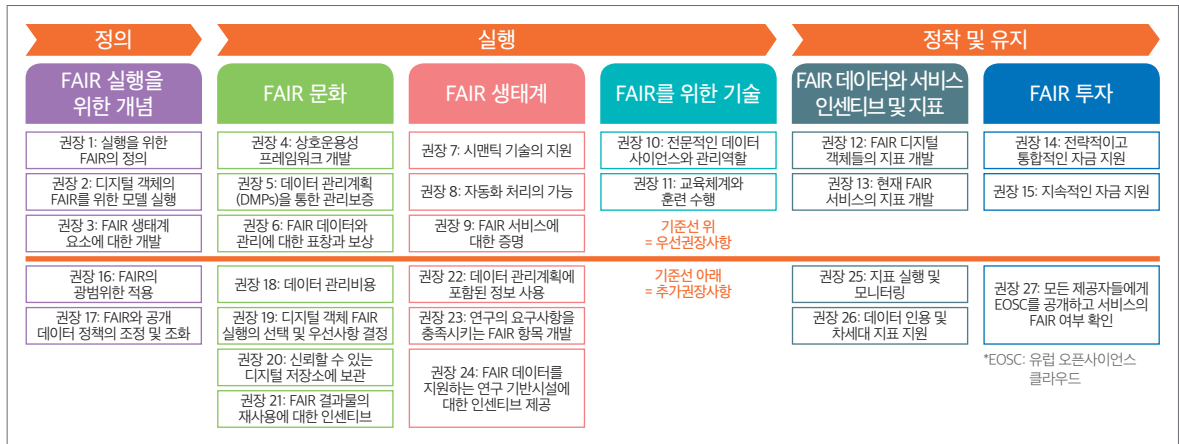 정의
실행
정착 및 유지
FAIR 실행을
위한 개념
FAIR 문화
FAIR 생태계
FAIR를 위한 기술
FAIR 데이터와 서비스
인센티브 및 지표
FAIR 투자
권장 1: 실행을 위한
FAIR의 정의
권장 2: 디지털 객체의
FAIR를 위한 모델 실행
권장 3: FAIR 생태계
요소에 대한 개발
권장 4: 상호운용성
프레임워크 개발
권장 5: 데이터 관리계획
(DMPs)을 통한 관리보증
권장 6: FAIR 데이터와
관리에 대한 표창과 보상
권장 7: 시맨틱 기술의 지원
권장 8: 자동화 처리의 가능
권장 9: FAIR 서비스에
대한 증명
권장 10: 전문적인 데이터
사이언스와 관리역할
권장 11: 교육체계와
훈련 수행
기준선 위
= 우선권장사항
권장 12: FAIR 디지털
객체들의 지표 개발
권장 13: 현재 FAIR
서비스의 지표 개발
권장 14: 전략적이고
통합적인 자금 지원
권장 15: 지속적인 자금 지원
권장 16: FAIR의
광범위한 적용
권장 17: FAIR와 공개
데이터 정책의 조정 및 조화
권장 18: 데이터 관리비용
권장 19: 디지털 객체 FAIR
실행의 선택 및 우선사항 결정
권장 20: 신뢰할 수 있는
디지털 저장소에 보관
권장 21: FAIR 결과물의
재사용에 대한 인센티브
권장 22: 데이터 관리계획에
포함된 정보 사용
권장 23: 연구의 요구사항을
충족시키는 FAIR 항목 개발
권장 24: FAIR 데이터를
지원하는 연구 기반시설에
대한 인센티브 제공
기준선 아래
= 추가권장사항
권장 25: 지표 실행 및
모니터링
권장 26: 데이터 인용 및
차세대 지표 지원
권장 27: 모든 제공자들에게
EOSC를 공개하고 서비스의
FAIR 여부 확인
*EOSC: 유럽 오픈사이언스
클라우드